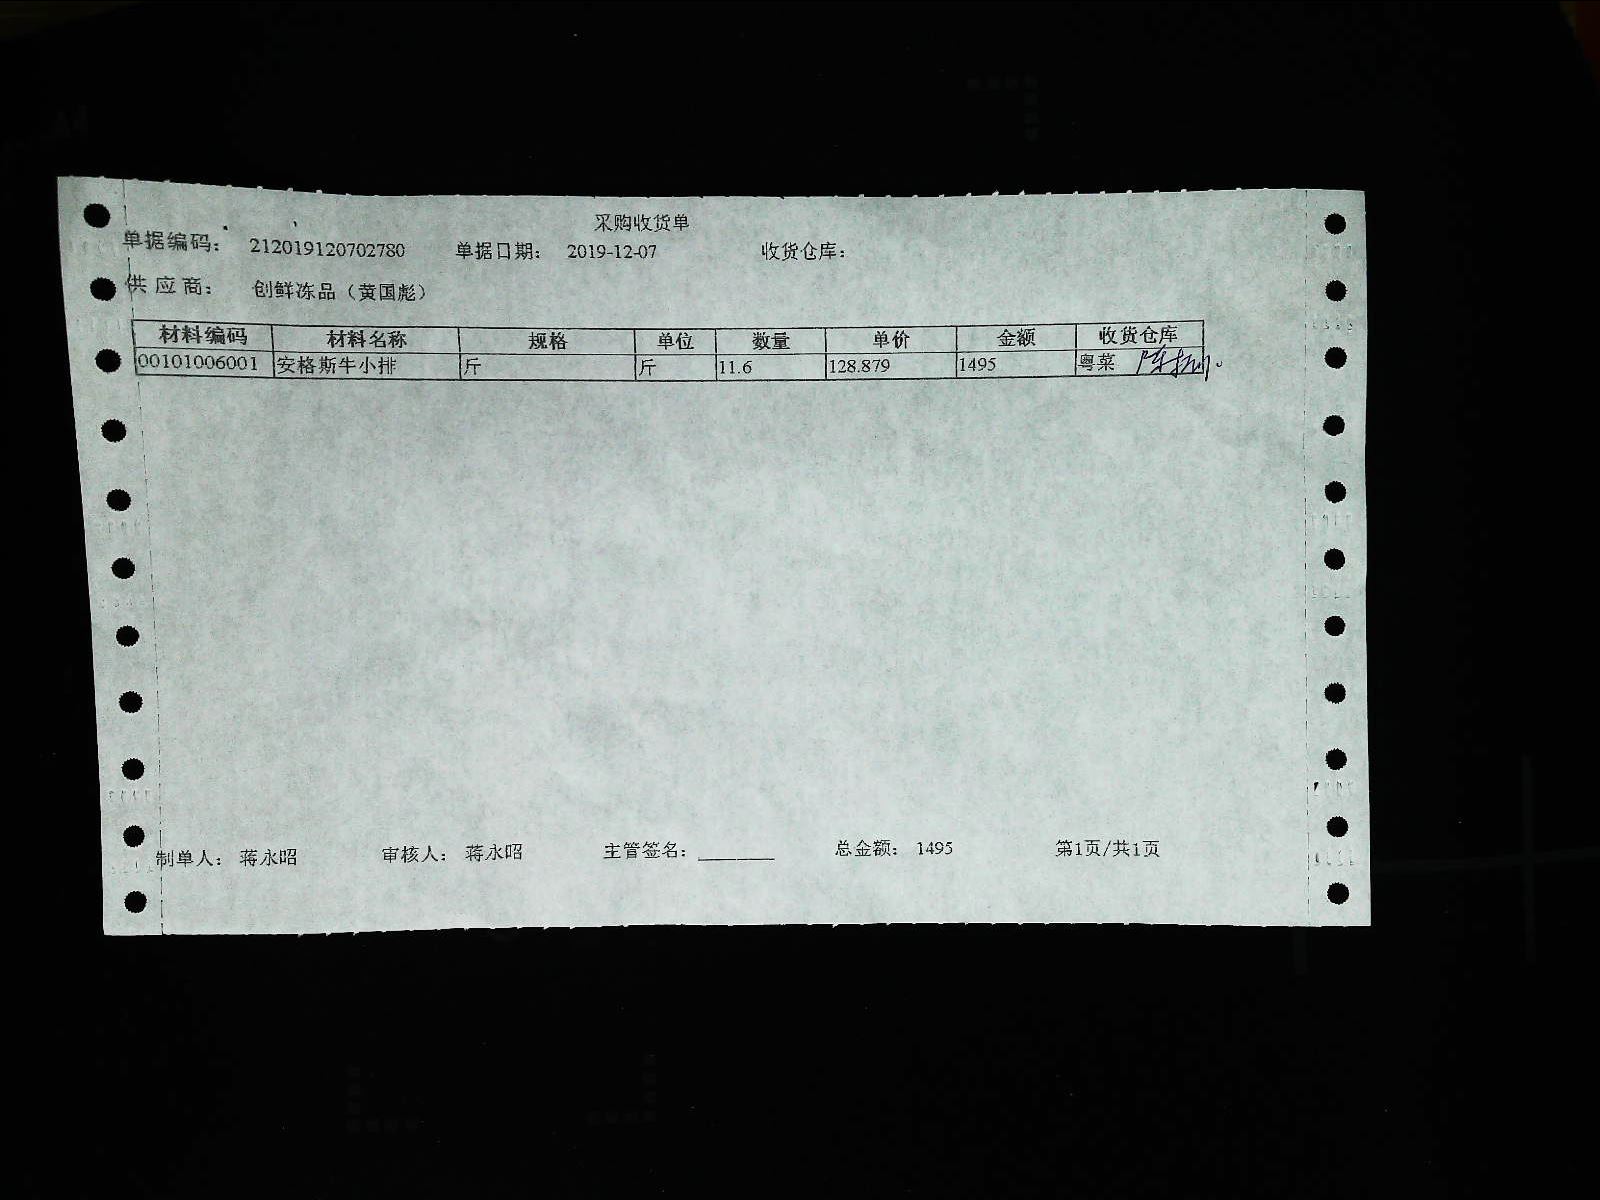 采购收货单
单据编码： 212019120702780 单据日期： 2019-12-07 收货仓库：
供 应 商： 创鲜冻品（黄国彪）
材料编码 材料名称 规格 单位 数量 单价 金额 收货仓库
00101006001 安格斯牛小排 斤 斤 11.6 128.879 1495 粤菜
制单人： 蒋永昭 审核人： 蒋永昭 主管签名：________ 总金额： 1495 第1页/共1页